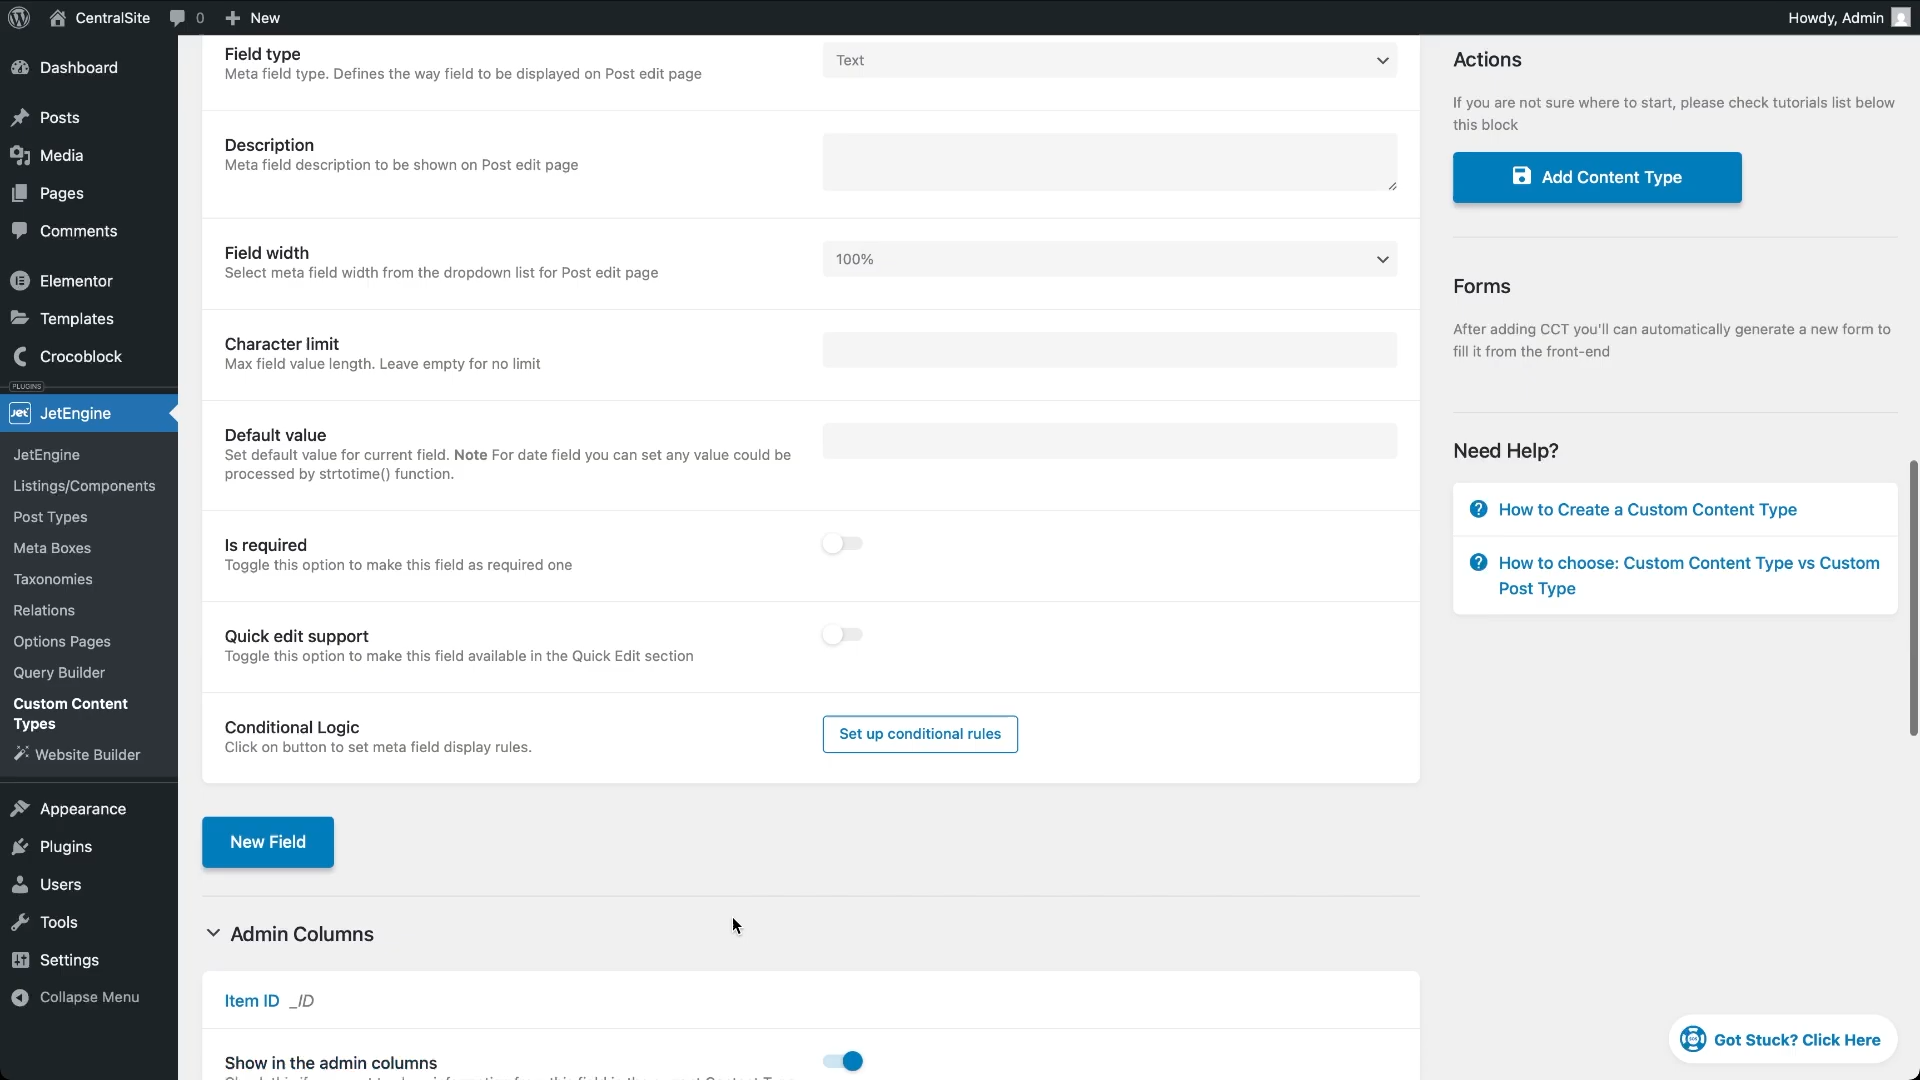 CentralSite
0
New
Howdy, Admin
Dashboard
Posts
Media
Pages
Comments
Elementor
Templates
Crocoblock
PLUGINS
Jet
JetEngine
JetEngine
Listings/Components
Post Types
Meta Boxes
Taxonomies
Relations
Options Pages
Query Builder
Custom Content
Types
Website Builder
Appearance
Plugins
Users
Tools
Settings
Collapse Menu
Field type
Meta field type. Defines the way field to be displayed on Post edit page
Text
Description
Meta field description to be shown on Post edit page
Field width
Select meta field width from the dropdown list for Post edit page
100%
Character limit
Max field value length. Leave empty for no limit
Default value
Set default value for current field. Note For date field you can set any value could be
processed by strtotime() function.
Is required
Toggle this option to make this field as required one
Quick edit support
Toggle this option to make this field available in the Quick Edit section
Conditional Logic
Click on button to set meta field display rules.
Set up conditional rules
New Field
Admin Columns
Item ID _ID
Show in the admin columns
Actions
If you are not sure where to start, please check tutorials list below
this block
Add Content Type
Forms
After adding CCT you'll can automatically generate a new form to
fill it from the front-end
Need Help?
How to Create a Custom Content Type
How to choose: Custom Content Type vs Custom
Post Type
Got Stuck? Click Here